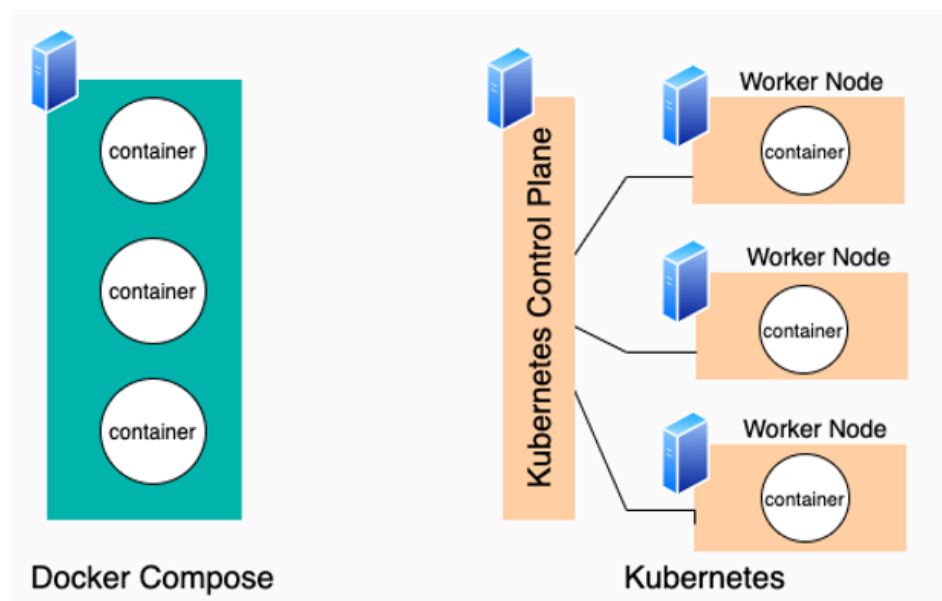 container
container
container
Docker Compose
Kubernetes Control Plane
Worker Node
container
Worker Node
container
Worker Node
container
Kubernetes